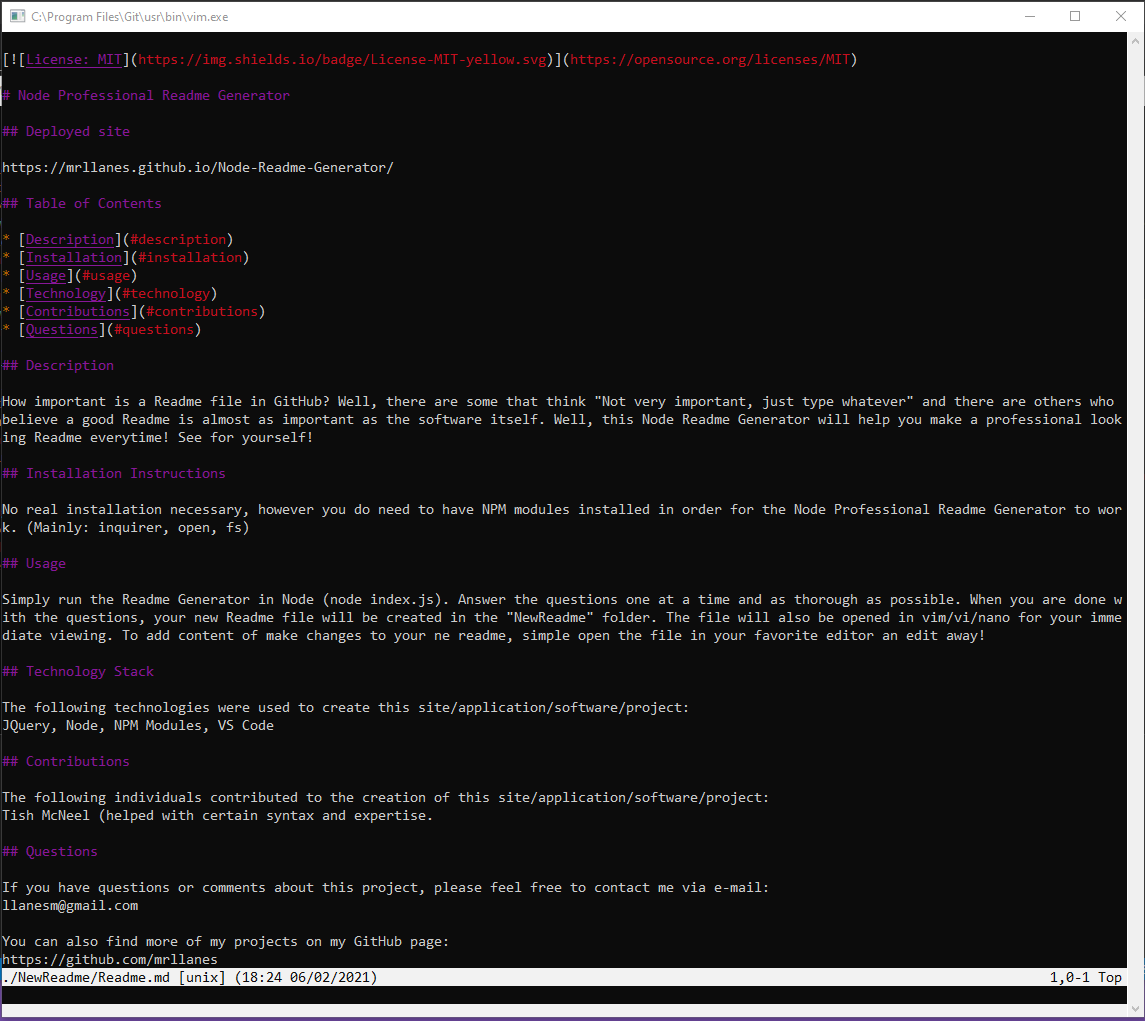 C:\Program Files\Git\usr\bin\vim.exe
[![License: MIT](https://img.shields.io/badge/License-MIT-yellow.svg)](https://opensource.org/licenses/MIT)
# Node Professional Readme Generator
## Deployed site
https://mrllanes.github.io/Node-Readme-Generator/
## Table of Contents
* [Description](#description)
* [Installation](#installation)
* [Usage](#usage)
* [Technology](#technology)
* [Contributions](#contributions)
* [Questions](#questions)
## Description
How important is a Readme file in GitHub? Well, there are some that think "Not very important, just type whatever" and there are others who
believe a good Readme is almost as important as the software itself. Well, this Node Readme Generator will help you make a professional look
ing Readme everytime! See for yourself!
## Installation Instructions
No real installation necessary, however you do need to have NPM modules installed in order for the Node Professional Readme Generator to wor
k. (Mainly: inquirer, open, fs)
## Usage
Simply run the Readme Generator in Node (node index.js). Answer the questions one at a time and as thorough as possible. When you are done w
ith the questions, your new Readme file will be created in the "NewReadme" folder. The file will also be opened in vim/vi/nano for your imme
diate viewing. To add content of make changes to your ne readme, simple open the file in your favorite editor an edit away!
## Technology Stack
The following technologies were used to create this site/application/software/project:
JQuery, Node, NPM Modules, VS Code
## Contributions
The following individuals contributed to the creation of this site/application/software/project:
Tish McNeel (helped with certain syntax and expertise.
## Questions
If you have questions or comments about this project, please feel free to contact me via e-mail:
llanesm@gmail.com
You can also find more of my projects on my GitHub page:
https://github.com/mrllanes
./NewReadme/Readme.md [unix] (18:24 06/02/2021) 1,0-1 Top